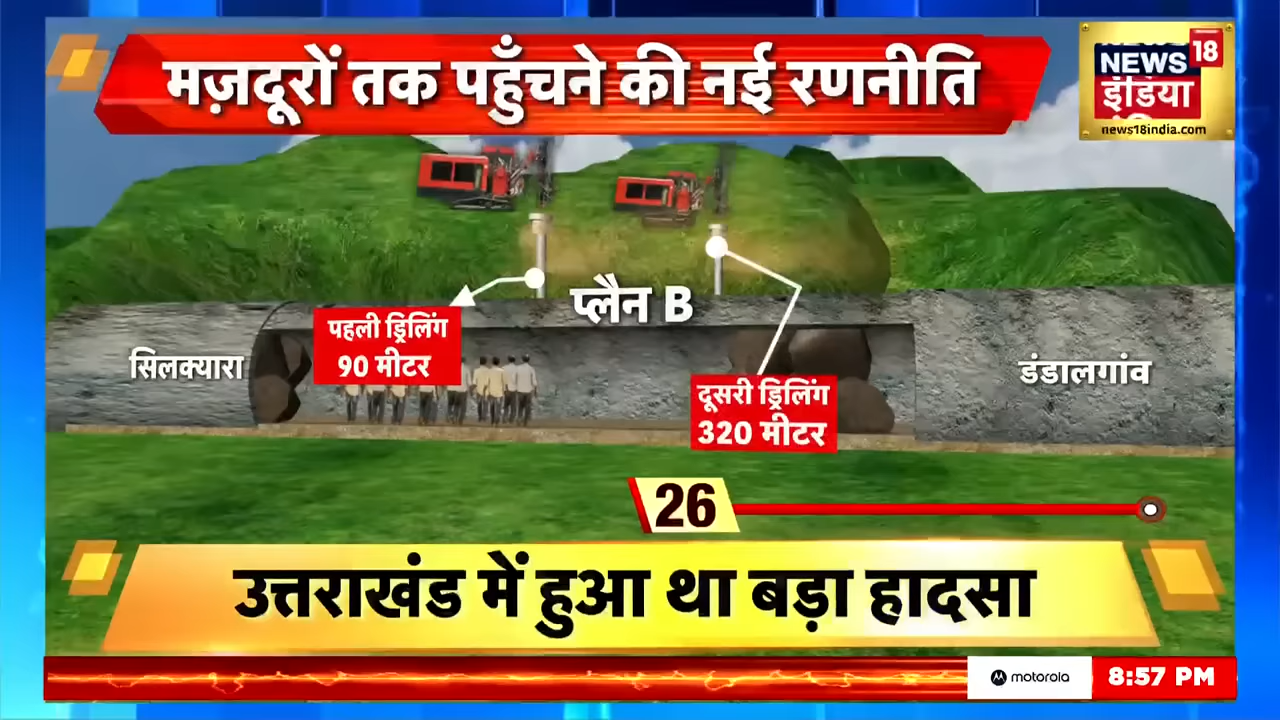 मज़दूरों तक पहुँचने की नई रणनीति
NEWS 18
इंडिया
news18india.com
प्लैन B
पहली ड्रिलिंग
90 मीटर
सिलक्यारा
डंडालगांव
दूसरी ड्रिलिंग
320 मीटर
26
उत्तराखंड में हुआ था बड़ा हादसा
motorola
8:57 PM